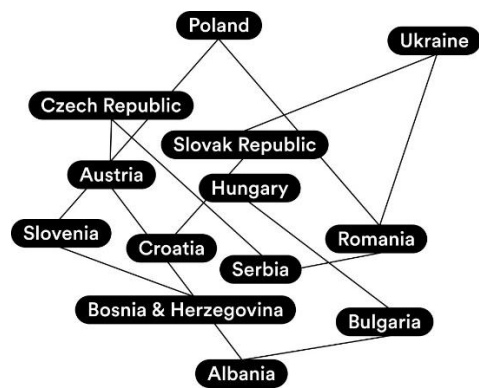 Poland
Ukraine
Czech Republic
Slovak Republic
Austria
Hungary
Slovenia
Croatia
Romania
Serbia
Bosnia & Herzegovina
Bulgaria
Albania